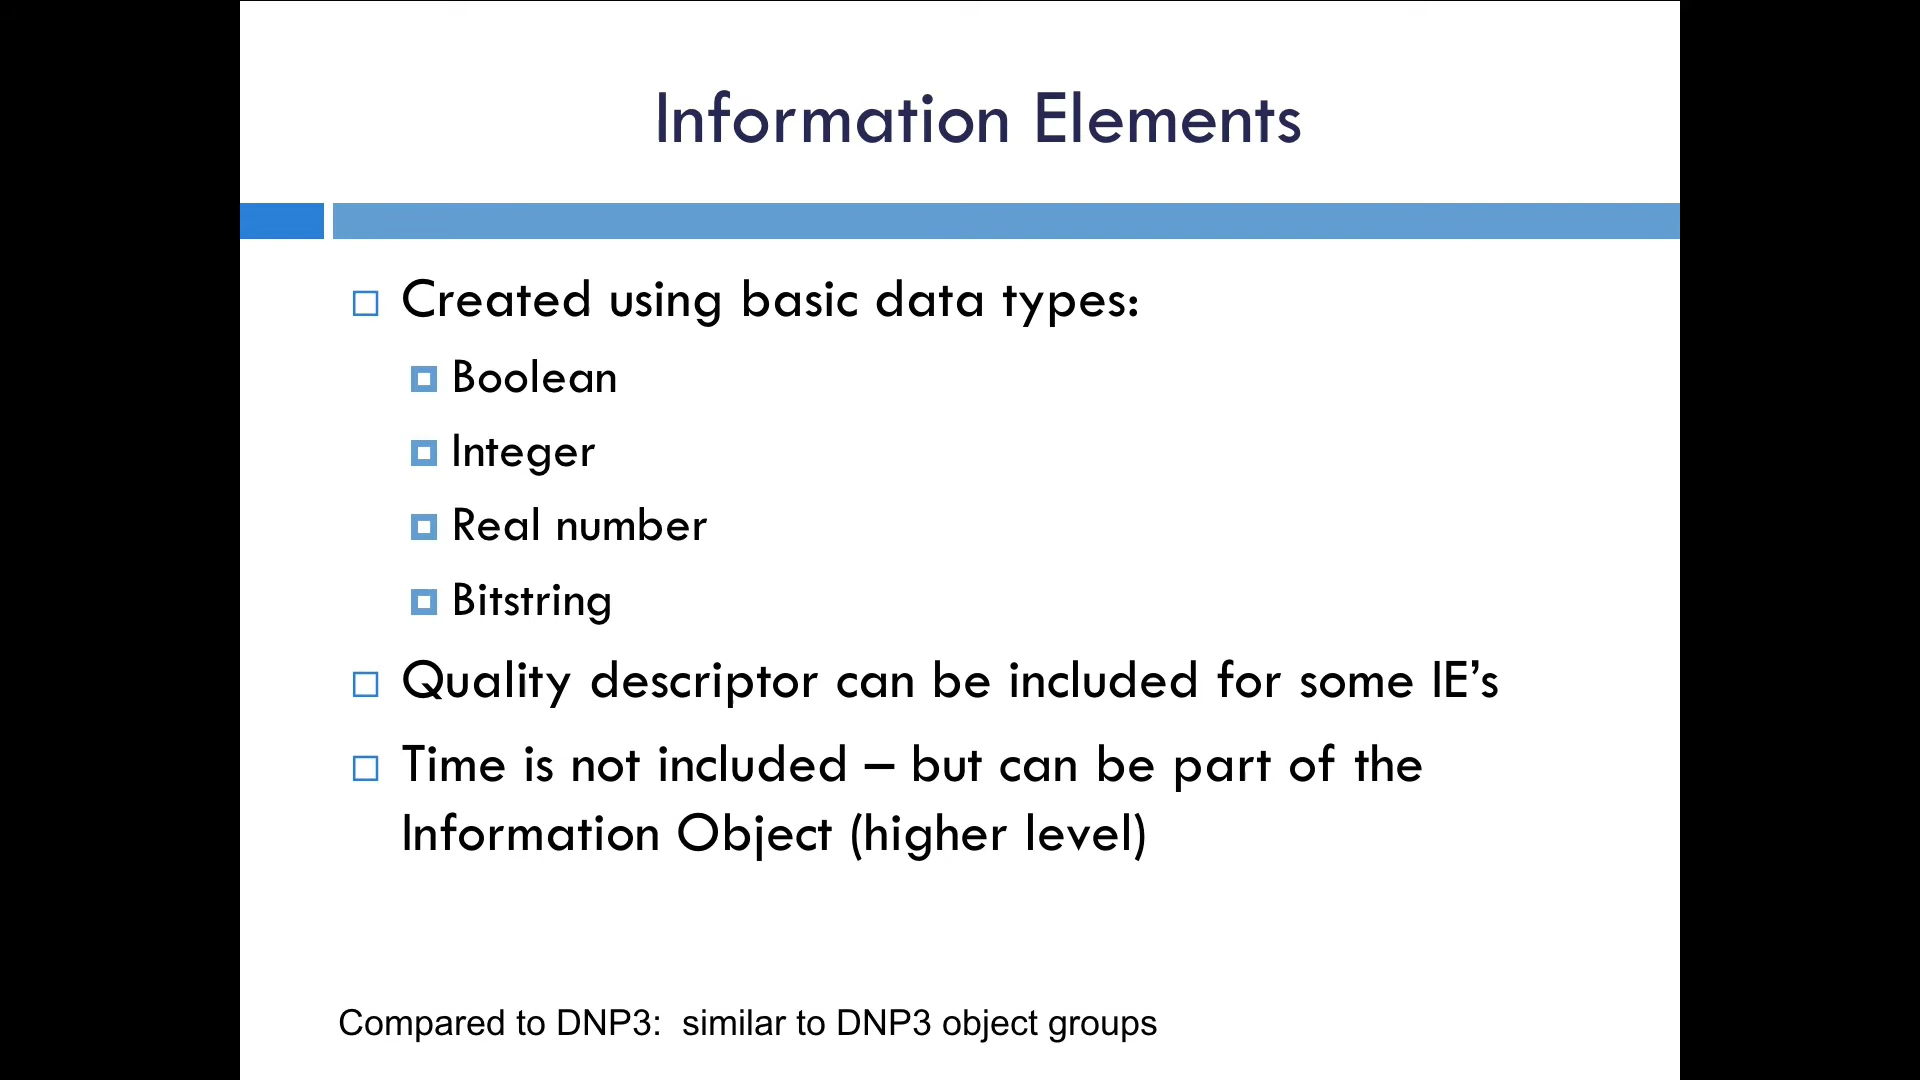 Information Elements
Created using basic data types:
Boolean
Integer
Real number
Bitstring
Quality descriptor can be included for some IE’s
Time is not included – but can be part of the
Information Object (higher level)
Compared to DNP3:  similar to DNP3 object groups